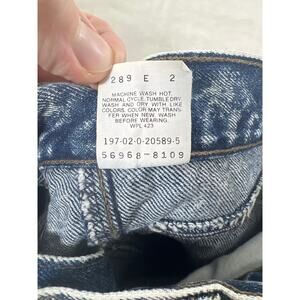 289 E 2
MACHINE WASH HOT,
NORMAL CYCLE, TUMBLE DRY.
WASH AND DRY WITH LIKE
COLORS. COLOR MAY TRANS-
FER WHEN NEW. WASH
BEFORE WEARING.
WPL 423
197-02-0-20589-5
56968-8109